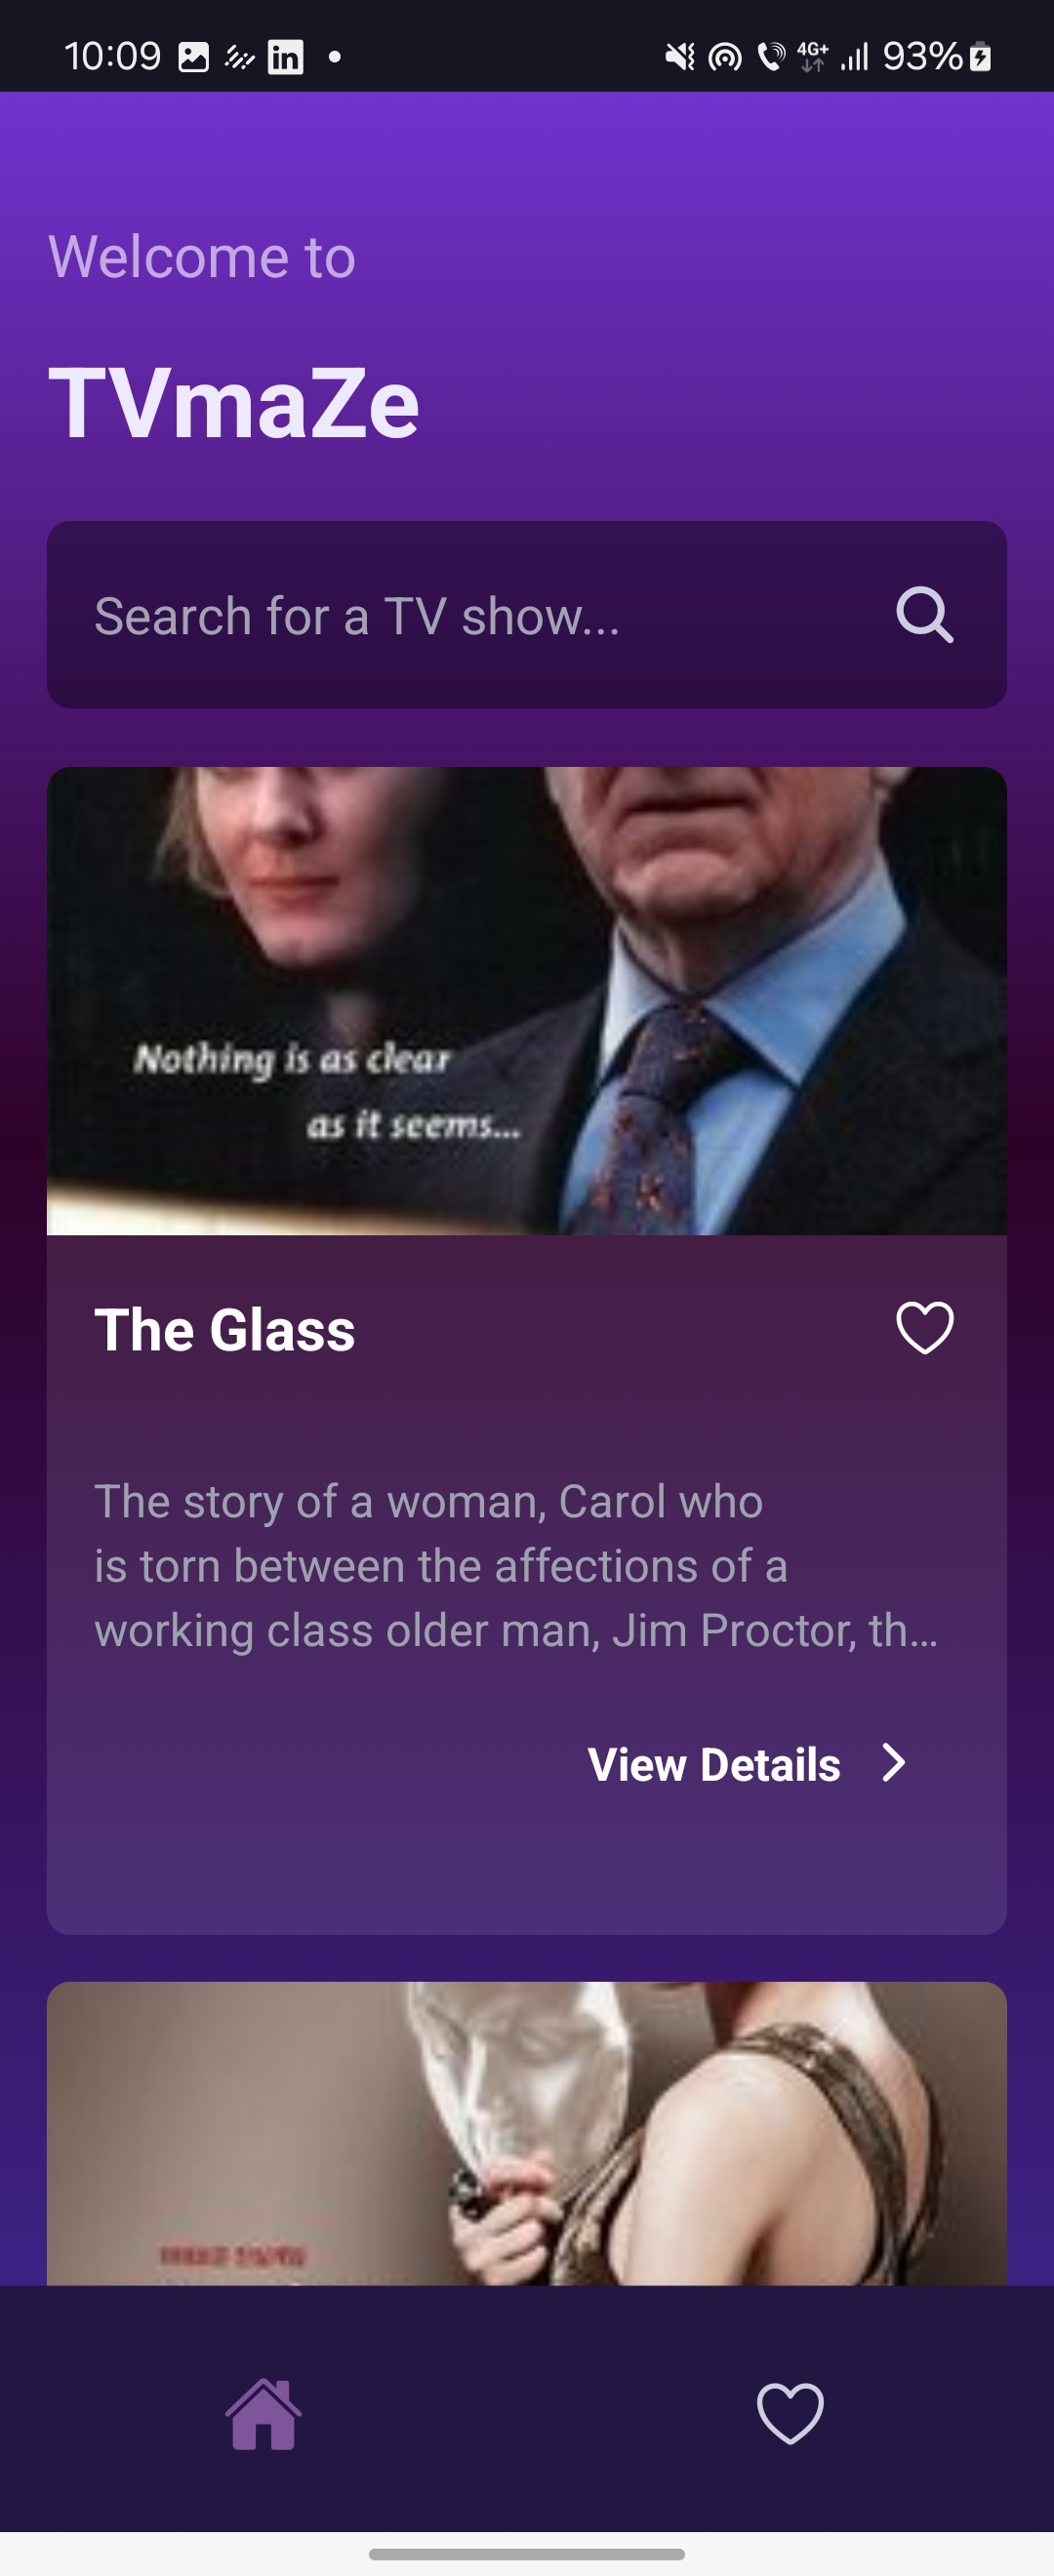 10:09
4G+
93%
Welcome to
TVmaZe
Search for a TV show...
Nothing is as clear
as it seems...
The Glass
The story of a woman, Carol who
is torn between the affections of a
working class older man, Jim Proctor, th...
View Details